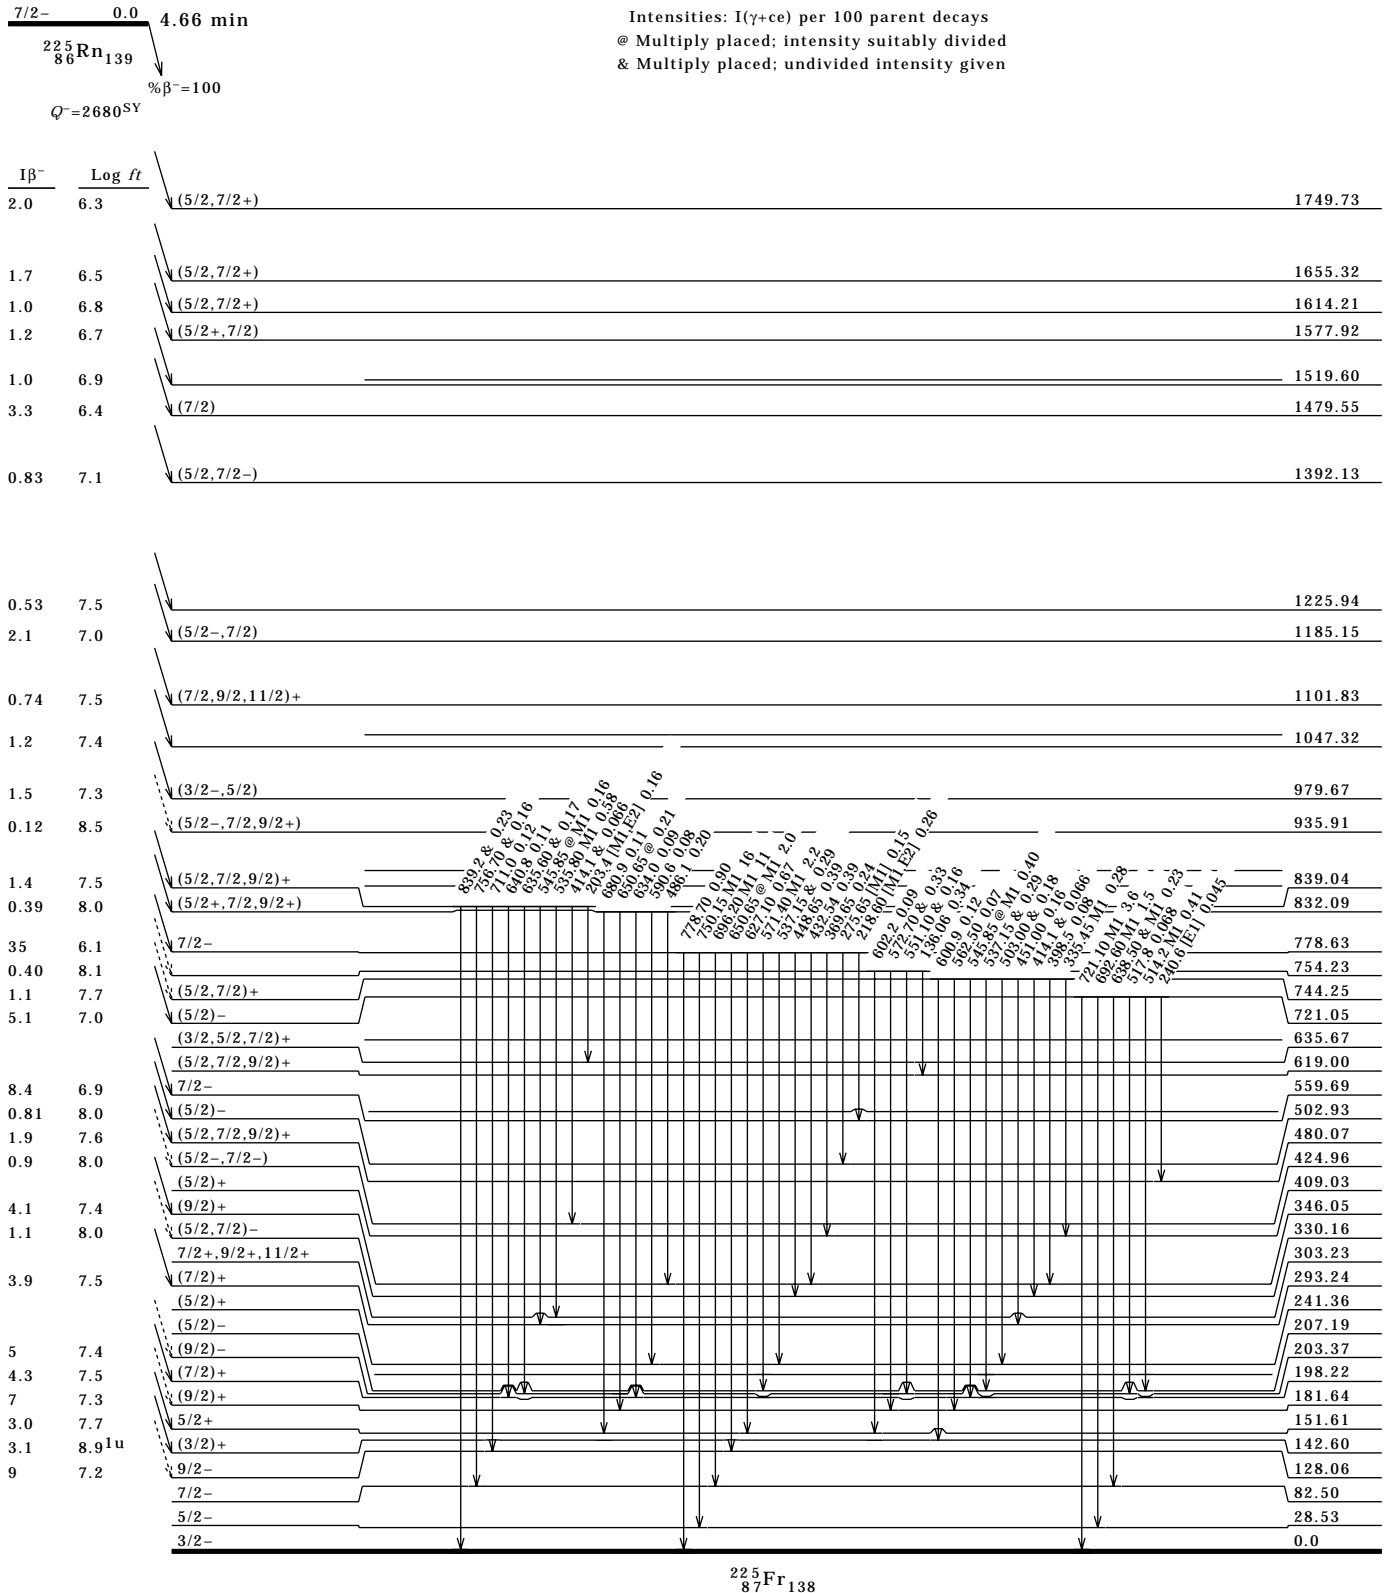 7/2− 0.0 4.66 min
225 86 Rn 139
%β−=100
Q−=2680SY
Intensities: I(γ+ce) per 100 parent decays
@ Multiply placed; intensity suitably divided
& Multiply placed; undivided intensity given
Iβ− Log ft
2.0 6.3 (5/2,7/2+) 1749.73
1.7 6.5 (5/2,7/2+) 1655.32
1.0 6.8 (5/2,7/2+) 1614.21
1.2 6.7 (5/2+,7/2) 1577.92
1.0 6.9 1519.60
3.3 6.4 (7/2) 1479.55
0.83 7.1 (5/2,7/2−) 1392.13
0.53 7.5 1225.94
2.1 7.0 (5/2−,7/2) 1185.15
0.74 7.5 (7/2,9/2,11/2)+ 1101.83
1.2 7.4 1047.32
1.5 7.3 (3/2−,5/2) 979.67
0.12 8.5 (5/2−,7/2,9/2+) 935.91
1.4 7.5 (5/2,7/2,9/2)+ 839.04
0.39 8.0 (5/2+,7/2,9/2+) 832.09
35 6.1 7/2− 778.63
0.40 8.1 754.23
1.1 7.7 (5/2,7/2)+ 744.25
5.1 7.0 (5/2)− 721.05
(3/2,5/2,7/2)+ 635.67
(5/2,7/2,9/2)+ 619.00
8.4 6.9 7/2− 559.69
0.81 8.0 (5/2)− 502.93
1.9 7.6 (5/2,7/2,9/2)+ 480.07
0.9 8.0 (5/2−,7/2−) 424.96
(5/2)+ 409.03
4.1 7.4 (9/2)+ 346.05
1.1 8.0 (5/2,7/2)− 330.16
7/2+,9/2+,11/2+ 303.23
3.9 7.5 (7/2)+ 293.24
(5/2)+ 241.36
(5/2)− 207.19
5 7.4 (9/2)− 203.37
4.3 7.5 (7/2)+ 198.22
7 7.3 (9/2)+ 181.64
3.0 7.7 5/2+ 151.61
3.1 8.9 1u (3/2)+ 142.60
9 7.2 9/2− 128.06
7/2− 82.50
5/2− 28.53
3/2− 0.0
839.2 & 0.23
756.70 & 0.16
711.0 0.12
640.8 0.11
635.60 & 0.17
545.85 @ M1 0.16
535.80 M1 0.58
414.1 & 0.066
203.4 [M1,E2] 0.16
680.9 0.11
650.65 @ 0.21
634.0 0.09
590.6 0.08
486.1 0.20
778.70 0.90
750.15 M1 16
696.20 M1 11
650.65 @ M1 2.0
627.10 0.67
571.40 M1 2.2
537.15 & 0.29
448.65 0.39
432.54 0.39
369.65 0.24
275.65 [M1] 0.15
218.60 [M1,E2] 0.26
602.2 0.09
572.70 & 0.33
551.10 & 0.16
136.06 0.34
600.9 0.12
562.50 0.07
545.85 @ M1 0.40
537.15 & 0.29
503.00 & 0.18
451.00 0.16
414.1 & 0.066
398.5 0.08
335.45 M1 0.28
721.10 M1 3.6
692.60 M1 1.5
638.50 & M1 0.23
517.8 0.068
514.2 M1 0.41
240.6 [E1] 0.045
225 87 Fr 138